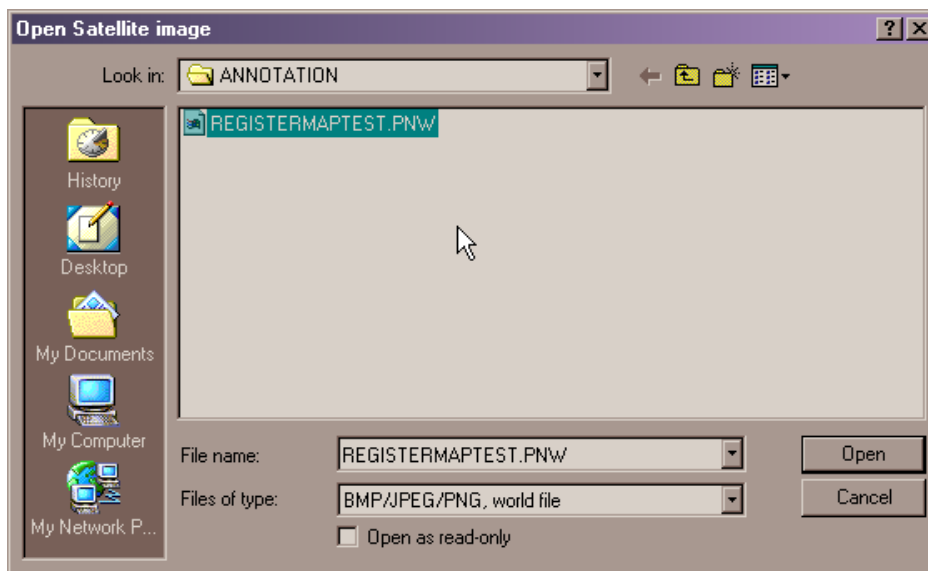 Open Satellite image
Look in: ANNOTATION
REGISTERMAPTEST.PNW
History
Desktop
My Documents
My Computer
My Network P...
File name: REGISTERMAPTEST.PNW Open
Files of type: BMP/JPEG/PNG, world file Cancel
Open as read-only